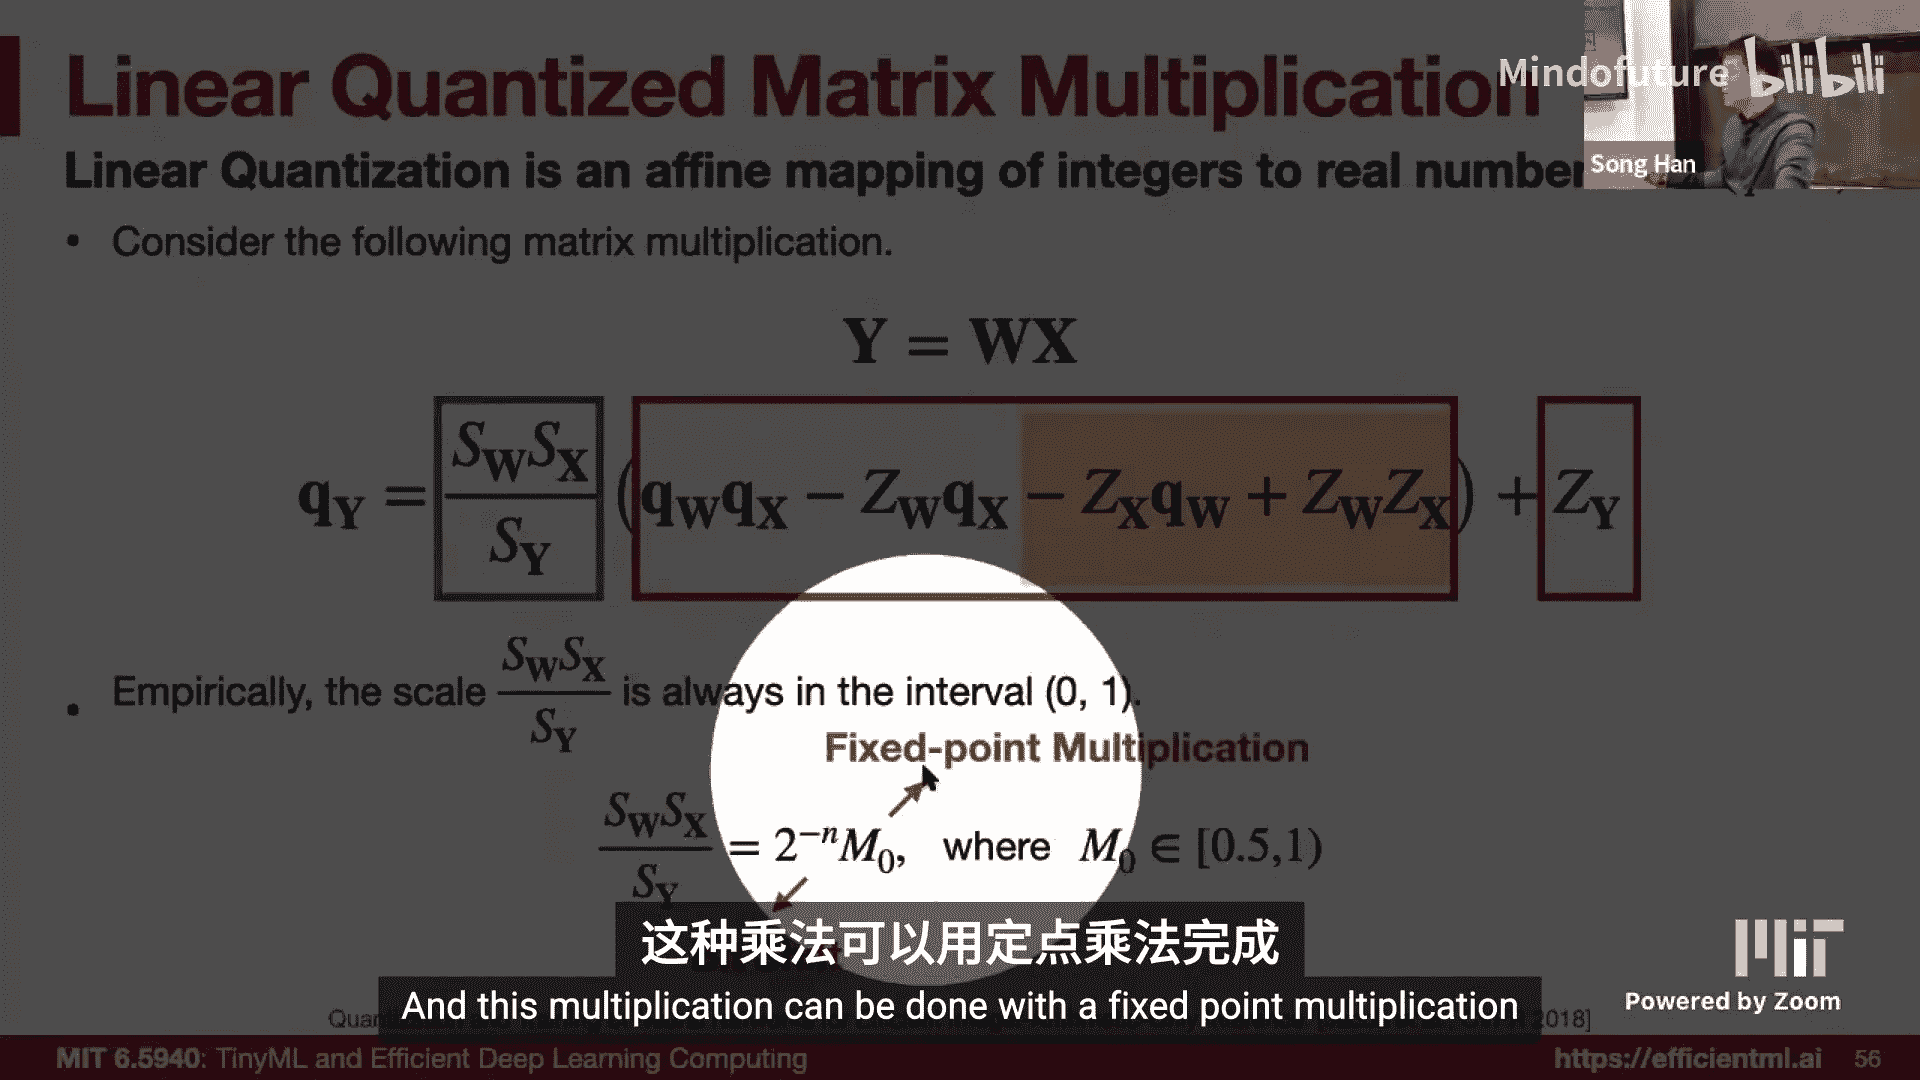 Linear Quantized Matrix Multiplication
Mindofuture bilibili
Song Han
Linear Quantization is an affine mapping of integers to real number
• Consider the following matrix multiplication.
Y = WX
q_Y = S_W S_X / S_Y (q_W q_X − Z_W q_X − Z_X q_W + Z_W Z_X) + Z_Y
• Empirically, the scale S_W S_X / S_Y is always in the interval (0, 1).
Fixed-point Multiplication
S_W S_X / S_Y = 2^{−n} M_0, where M_0 ∈ [0.5,1)
这种乘法可以用定点乘法完成
And this multiplication can be done with a fixed point multiplication
2018]
MIT
Powered by Zoom
MIT 6.5940: TinyML and Efficient Deep Learning Computing
https://efficientml.ai
56